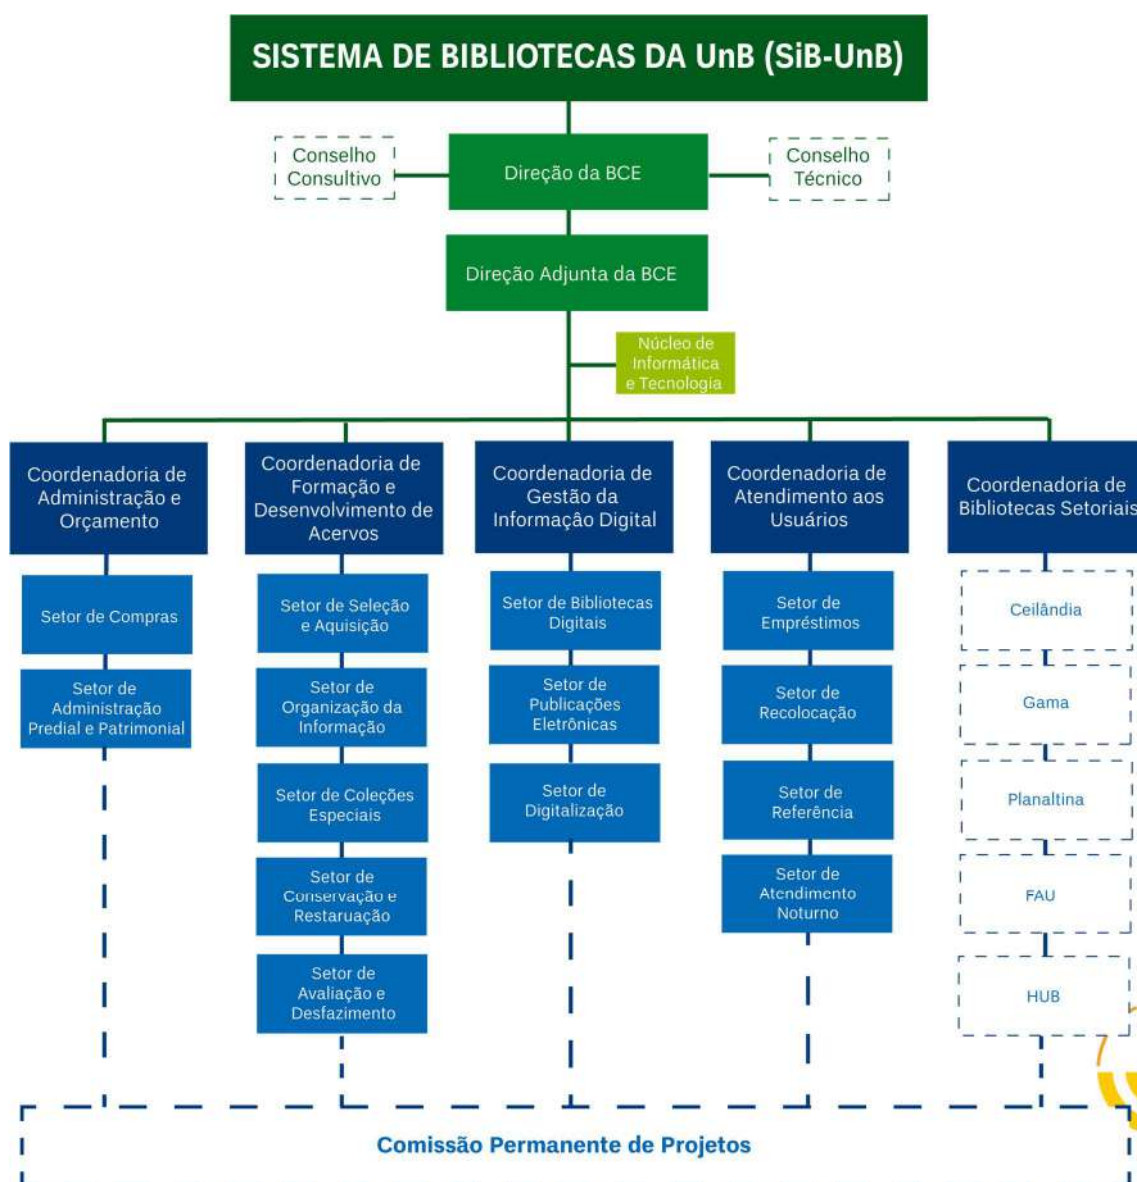 SISTEMA DE BIBLIOTECAS DA UnB (SiB-UnB)
Conselho
Consultivo
Direção da BCE
Conselho
Técnico
Direção Adjunta da BCE
Núcleo de
Informática
e Tecnologia
Coordenadoria de
Administração e
Orçamento
Setor de Compras
Setor de
Administração
Predial e Patrimonial
Coordenadoria de
Formação e
Desenvolvimento de
Acervos
Setor de Seleção
e Aquisição
Setor de
Organização da
Informação
Setor de Coleções
Especiais
Setor de
Conservação e
Restaruação
Setor de
Avaliação e
Desfazimento
Coordenadoria de
Gestão da
Informaçâo Digital
Setor de Bibliotecas
Digitais
Setor de
Publicações
Eletrônicas
Setor de
Digitalização
Coordenadoria de
Atendimento aos
Usuários
Setor de
Empréstimos
Setor de
Recolocação
Setor de
Referência
Setor de
Atendimento
Noturno
Coordenadoria de
Bibliotecas Setoriais
Ceilândia
Gama
Planaltina
FAU
HUB
Comissão Permanente de Projetos